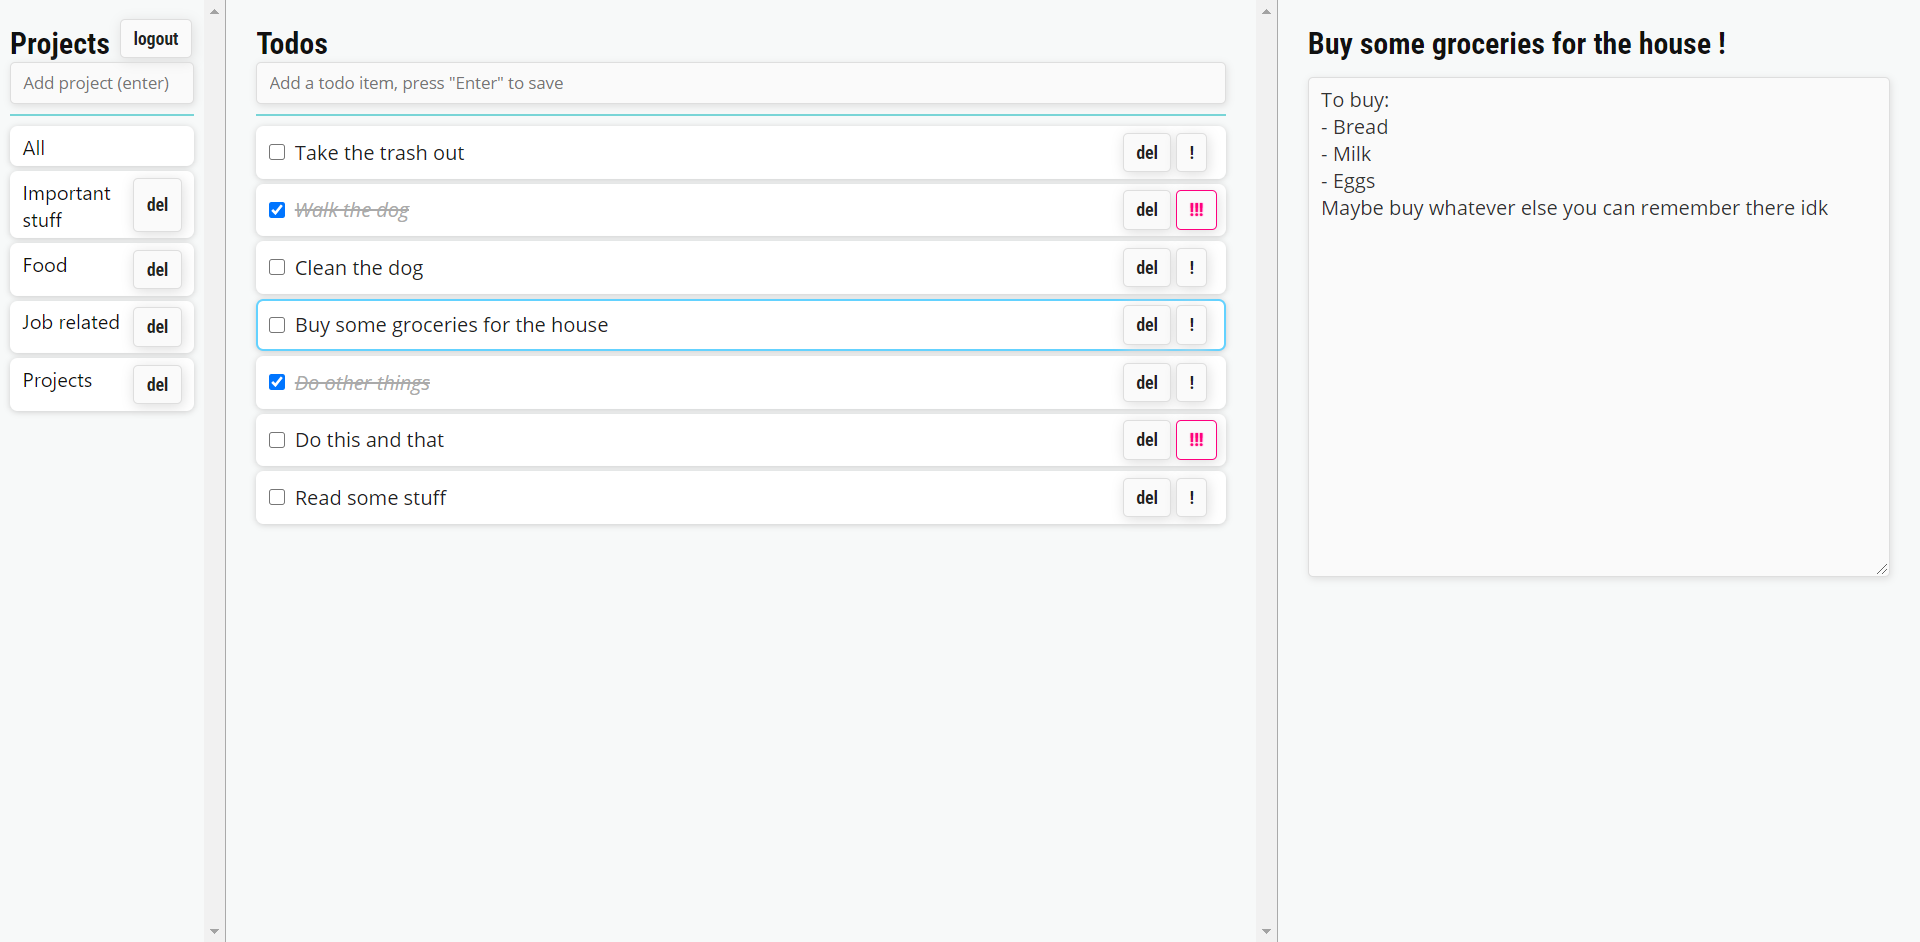 Projects
logout
Add project (enter)
All
Important
stuff
del
Food
del
Job related
del
Projects
del
Todos
Add a todo item, press "Enter" to save
Take the trash out
del
!
Walk the dog
del
!!!
Clean the dog
del
!
Buy some groceries for the house
del
!
Do other things
del
!
Do this and that
del
!!!
Read some stuff
del
!
Buy some groceries for the house !
To buy:
- Bread
- Milk
- Eggs
Maybe buy whatever else you can remember there idk